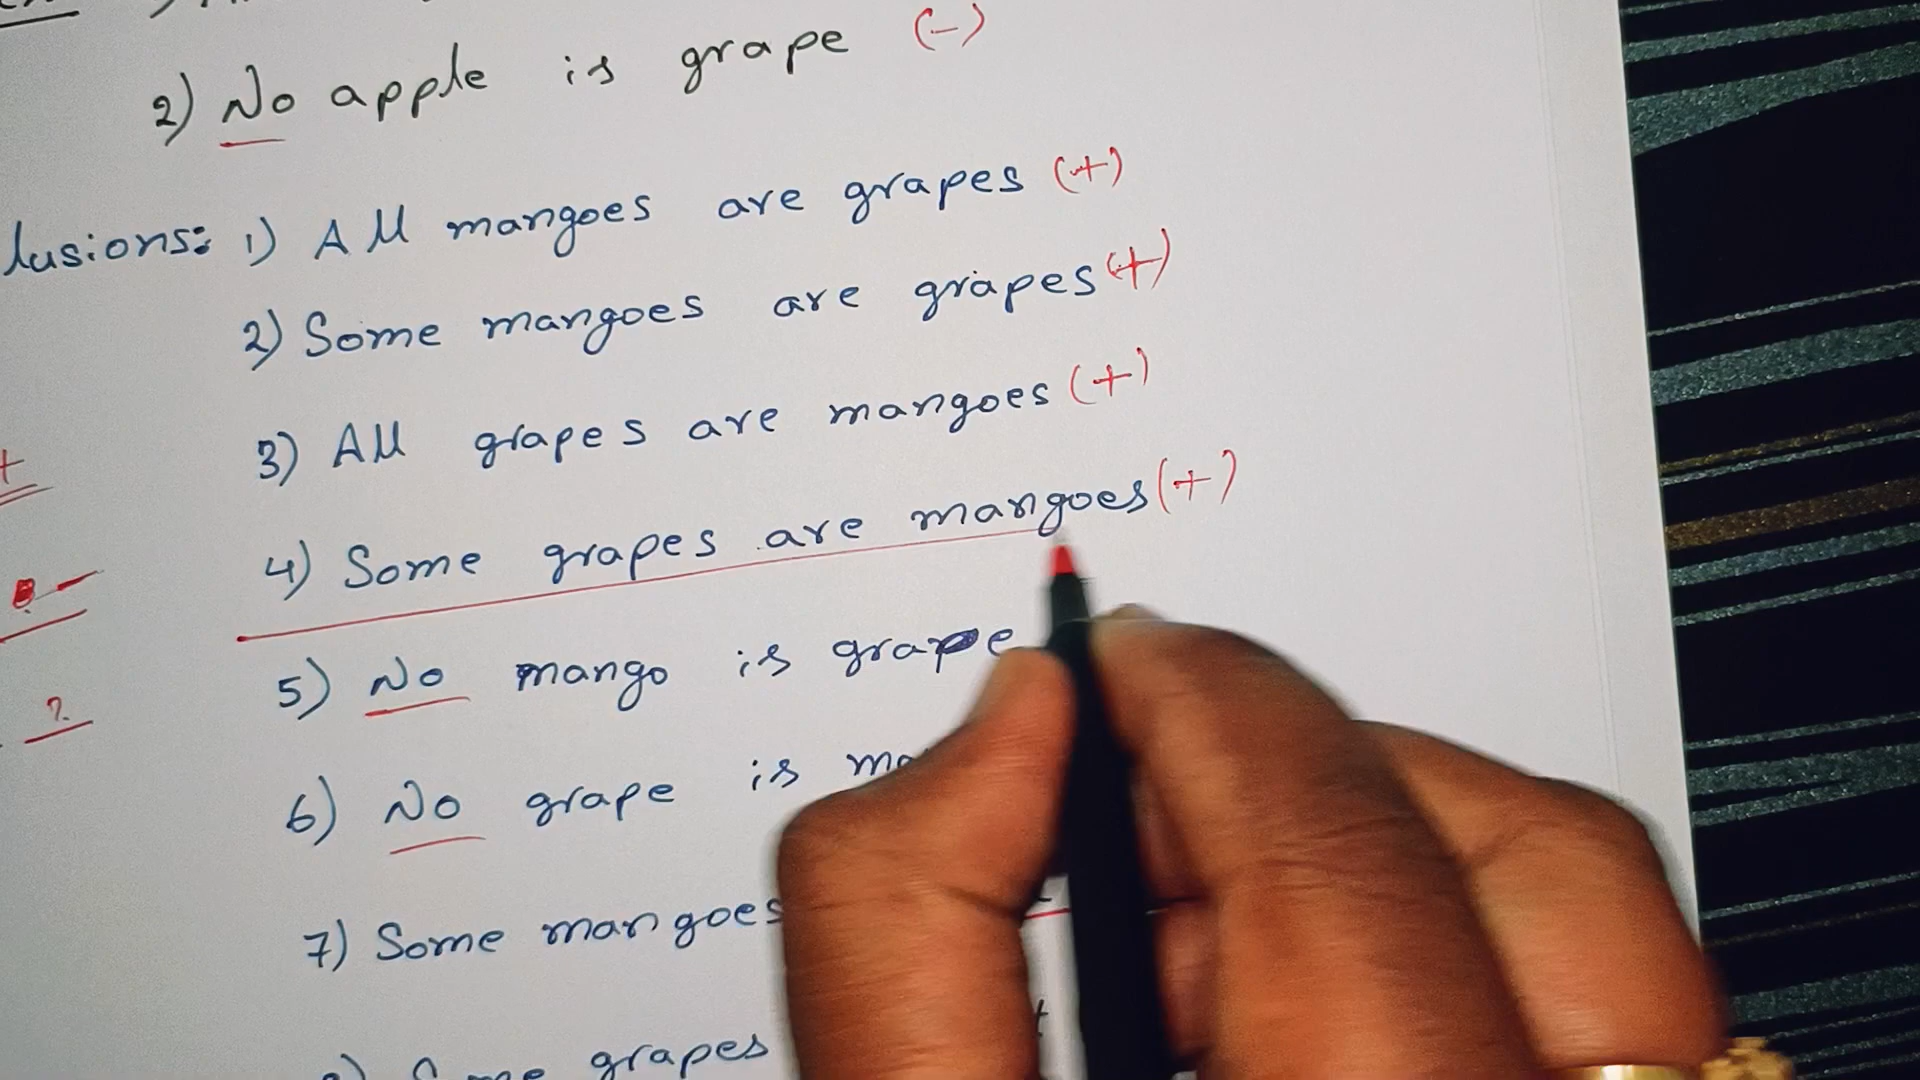 2) No apple is grape (-)
lusions: 1) All mangoes are grapes (+)
2) Some mangoes are grapes (+)
3) All grapes are mangoes (+)
+
4) Some grapes are mangoes (+)
-
5) No mango is grape
?
6) No grape is
7) Some mangoes
grapes